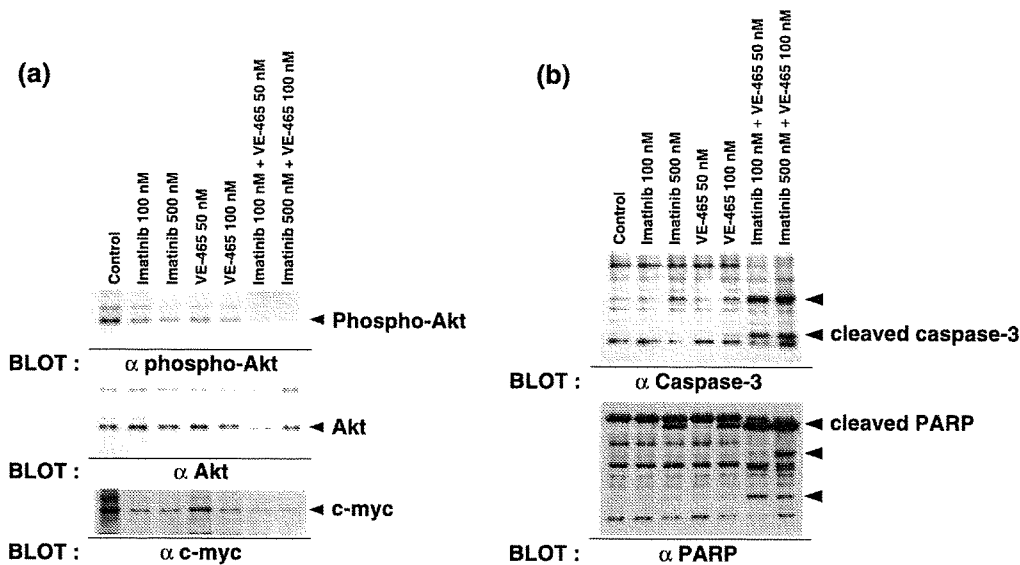 (a)
Control
Imatinib 100 nM
Imatinib 500 nM
VE-465 50 nM
VE-465 100 nM
Imatinib 100 nM + VE-465 50 nM
Imatinib 500 nM + VE-465 100 nM
Phospho-Akt
BLOT : α phospho-Akt
Akt
BLOT : α Akt
c-myc
BLOT : α c-myc
(b)
Control
Imatinib 100 nM
Imatinib 500 nM
VE-465 50 nM
VE-465 100 nM
Imatinib 100 nM + VE-465 50 nM
Imatinib 500 nM + VE-465 100 nM
cleaved caspase-3
BLOT : α Caspase-3
cleaved PARP
BLOT : α PARP